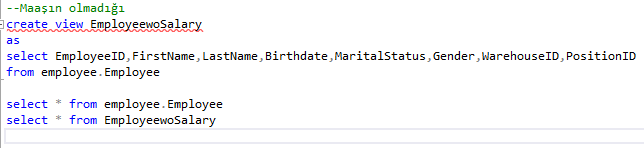 --Maaşın olmadığı
create view EmployeewoSalary
as
select EmployeeID,FirstName,LastName,Birthdate,MaritalStatus,Gender,WarehouseID,PositionID
from employee.Employee
select * from employee.Employee
select * from EmployeewoSalary